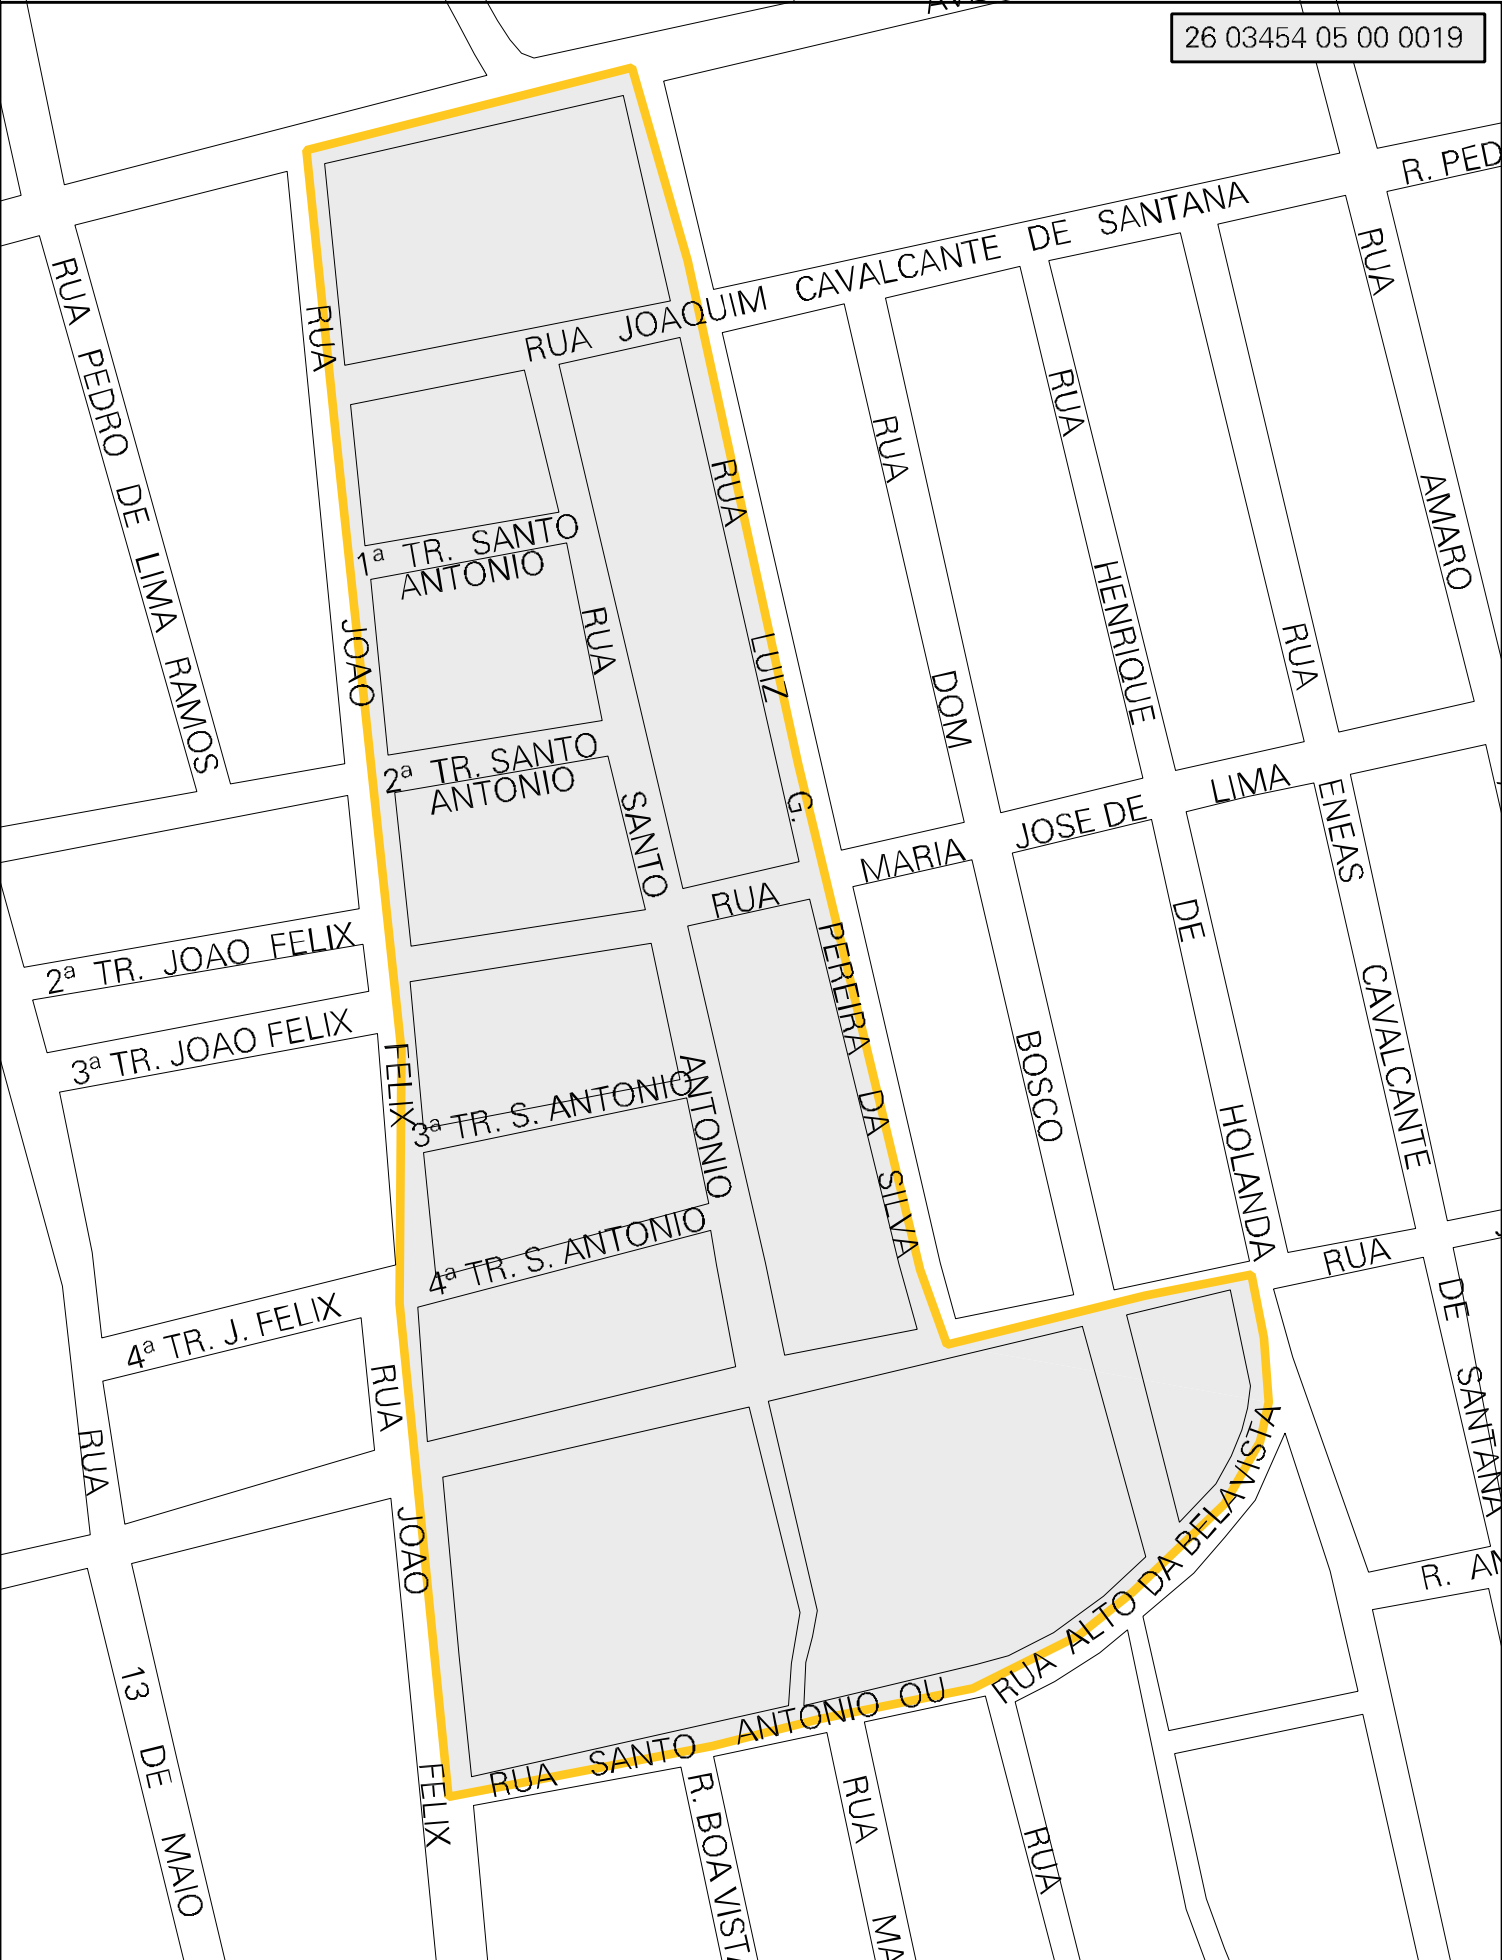 26 03454 05 00 0019
RUA JOAQUIM CAVALCANTE DE SANTANA
RUA PEDRO DE LIMA RAMOS
RUA JOAO FELIX
1ª TR. SANTO
ANTONIO
2ª TR. SANTO
ANTONIO
RUA SANTO ANTONIO
RUA LUIZ G. PEREIRA DA SILVA
RUA DOM BOSCO
RUA HENRIQUE DE HOLANDA
RUA ENEAS CAVALCANTE DE SANTANA
RUA AMARO
RUA MARIA JOSE DE LIMA
2ª TR. JOAO FELIX
3ª TR. JOAO FELIX
3ª TR. S. ANTONIO
4ª TR. S. ANTONIO
4ª TR. J. FELIX
RUA
RUA JOAO FELIX
RUA 13 DE MAIO
RUA SANTO ANTONIO OU
RUA ALTO DA BELAVISTA
R. BOA VISTA
RUA
RUA